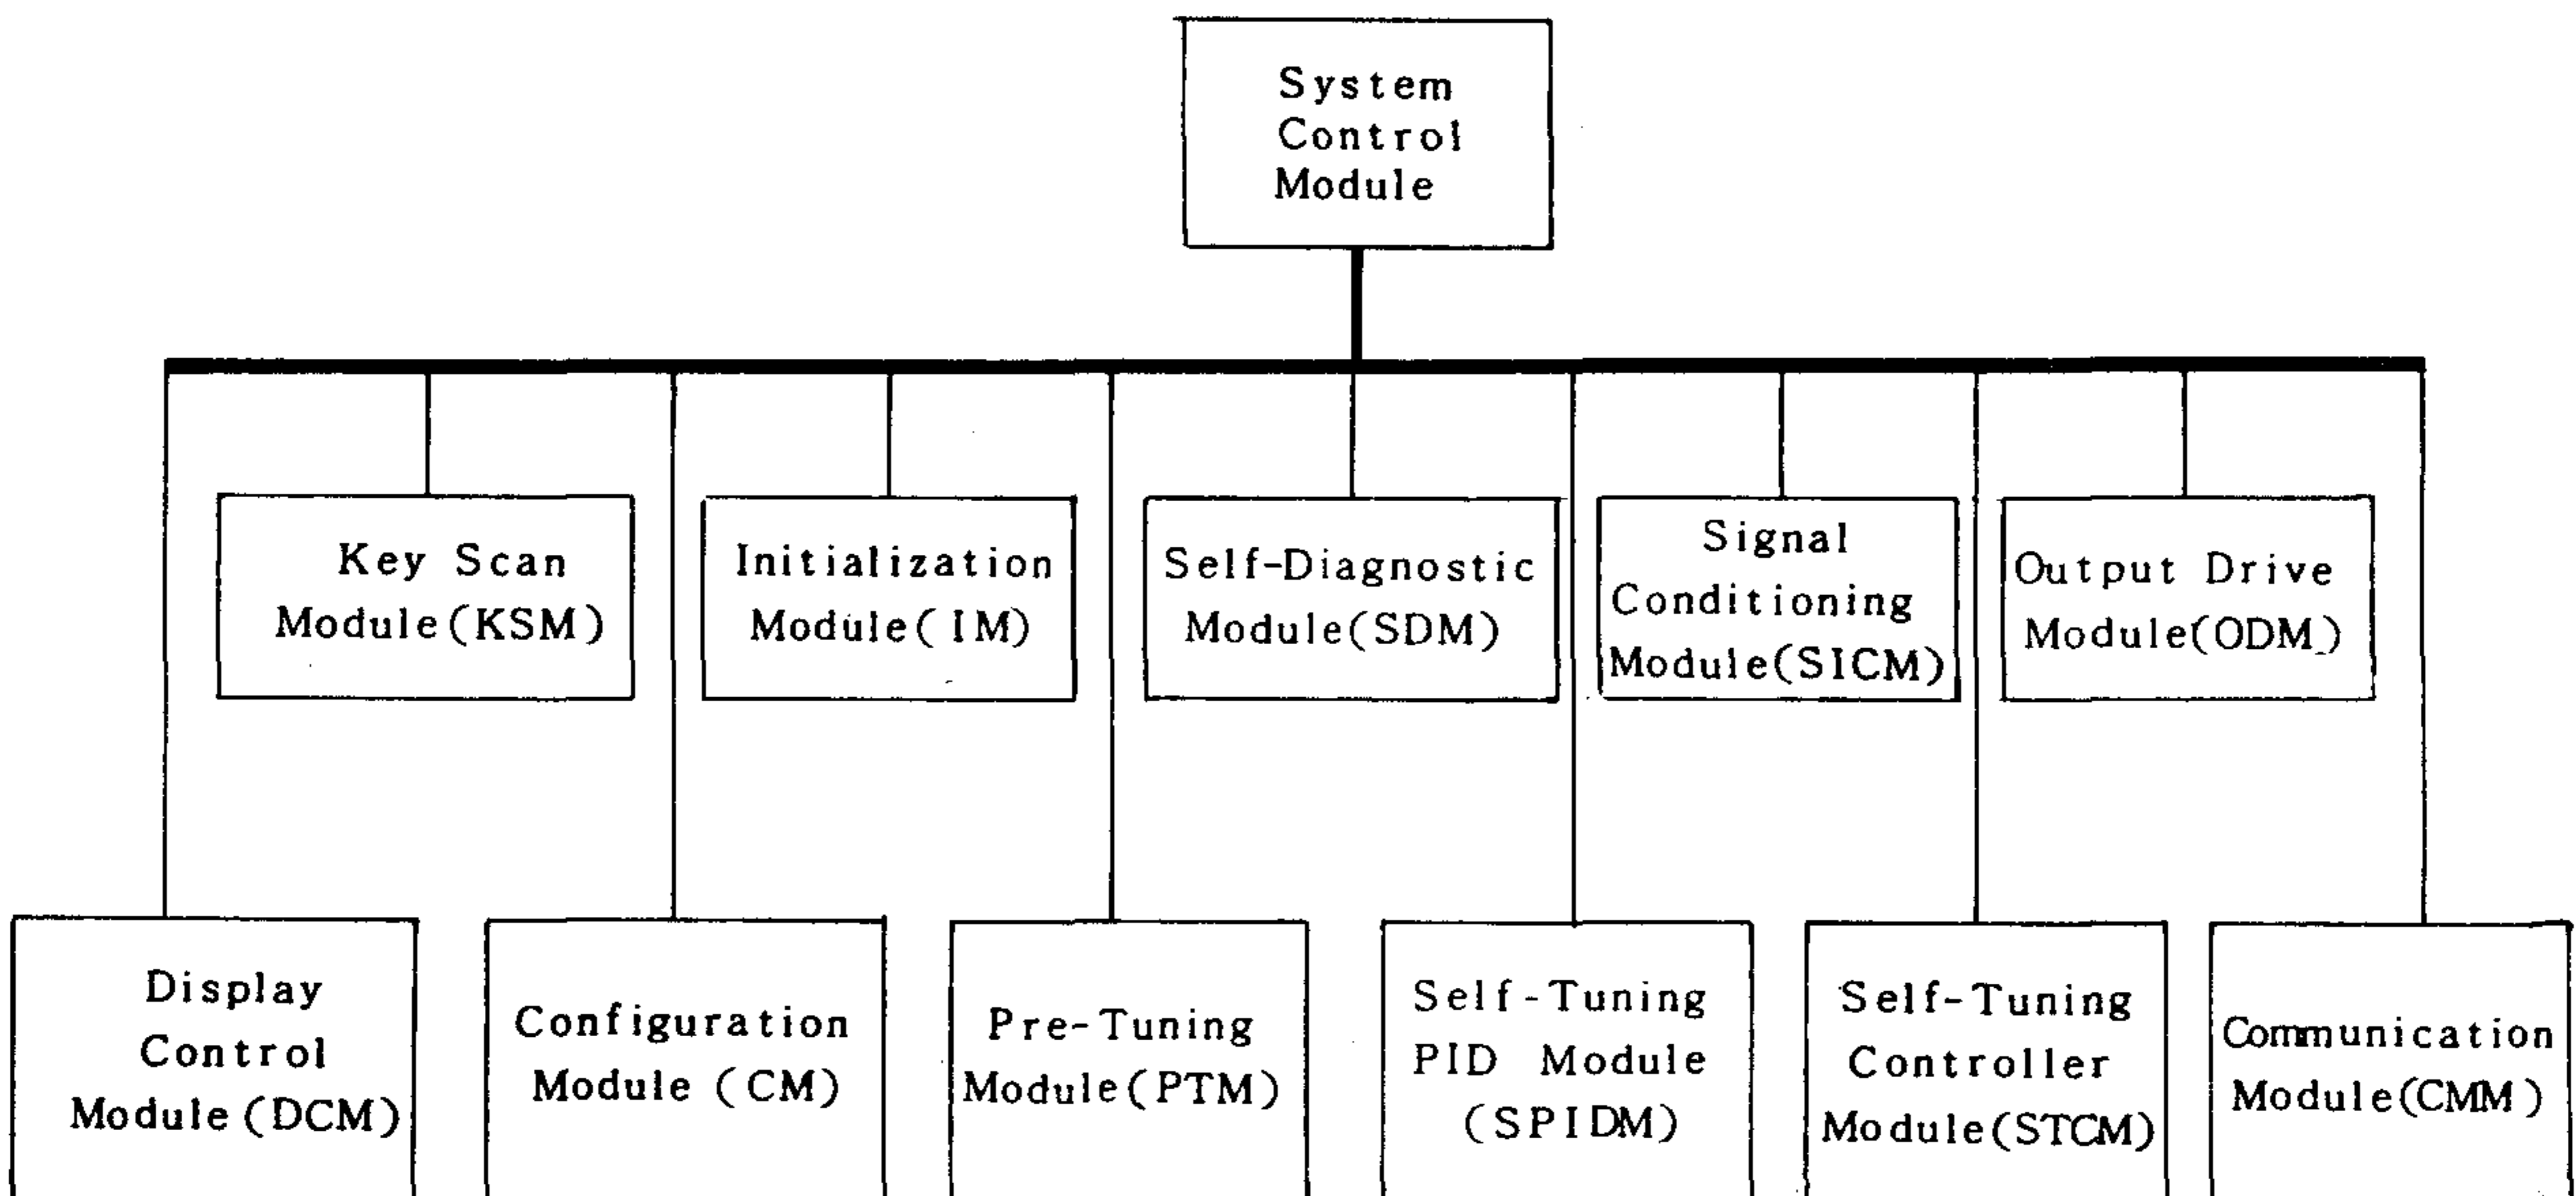 System
Control
Module
Key Scan
Module(KSM)
Initialization
Module(IM)
Self-Diagnostic
Module(SDM)
Signal
Conditioning
Module(SICM)
Output Drive
Module(ODM)
Display
Control
Module(DCM)
Configuration
Module (CM)
Pre-Tuning
Module(PTM)
Self-Tuning
PID Module
(SPIDM)
Self-Tuning
Controller
Module(STCM)
Communication
Module(CMM)